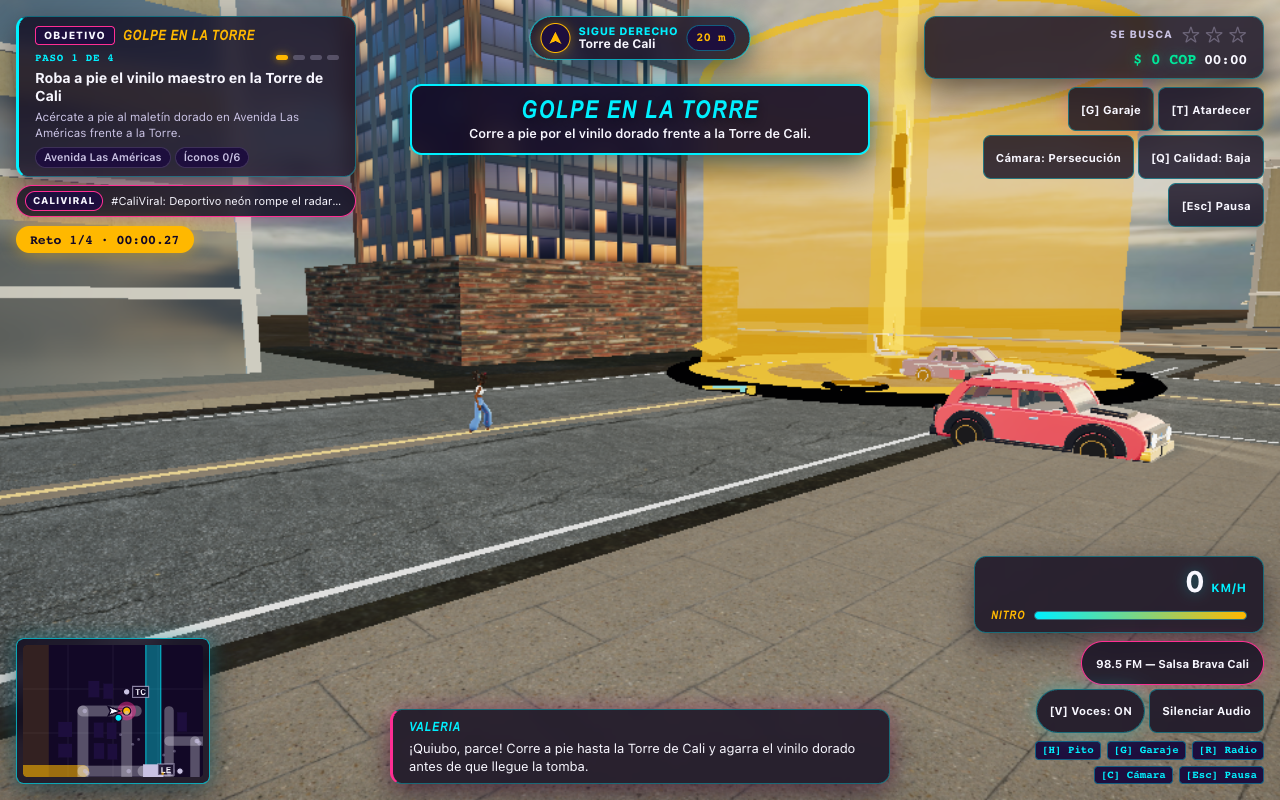 OBJETIVO GOLPE EN LA TORRE
PASO 1 DE 4
Roba a pie el vinilo maestro en la Torre de
Cali
Acércate a pie al maletín dorado en Avenida Las
Américas frente a la Torre.
Avenida Las Américas Íconos 0/6
CALIVIRAL #CaliViral: Deportivo neón rompe el radar...
Reto 1/4 · 00:00.27
SIGUE DERECHO
Torre de Cali
20 m
GOLPE EN LA TORRE
Corre a pie por el vinilo dorado frente a la Torre de Cali.
SE BUSCA
$ 0 COP 00:00
[G] Garaje [T] Atardecer
Cámara: Persecución [Q] Calidad: Baja
[Esc] Pausa
TC
LE
VALERIA
¡Quiubo, parce! Corre a pie hasta la Torre de Cali y agarra el vinilo dorado
antes de que llegue la tomba.
0 KM/H
NITRO
98.5 FM — Salsa Brava Cali
[V] Voces: ON Silenciar Audio
[H] Pito [G] Garaje [R] Radio
[C] Cámara [Esc] Pausa